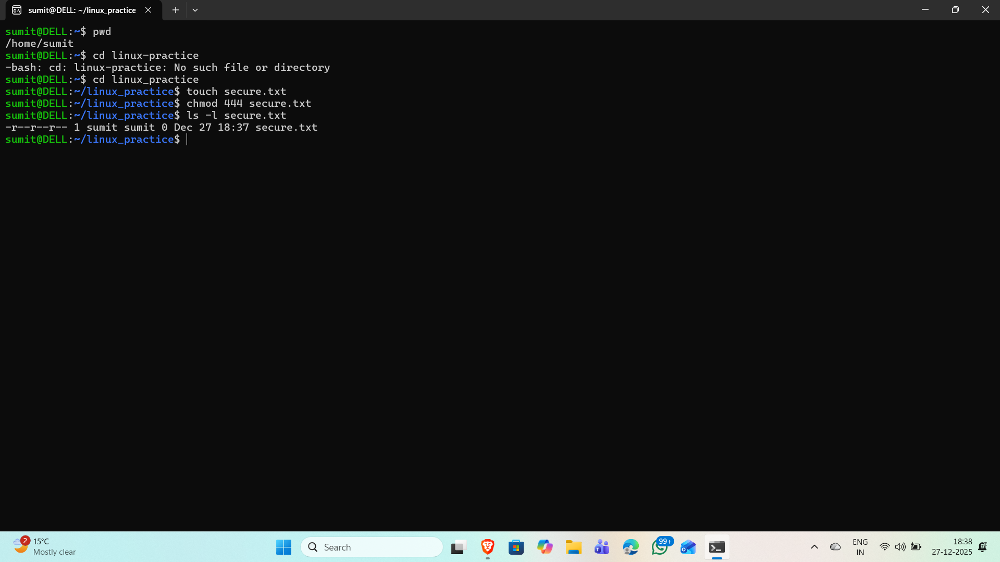 sumit@DELL: ~/linux_practice
sumit@DELL:~$ pwd
/home/sumit
sumit@DELL:~$ cd linux-practice
-bash: cd: linux-practice: No such file or directory
sumit@DELL:~$ cd linux_practice
sumit@DELL:~/linux_practice$ touch secure.txt
sumit@DELL:~/linux_practice$ chmod 444 secure.txt
sumit@DELL:~/linux_practice$ ls -l secure.txt
-r--r--r-- 1 sumit sumit 0 Dec 27 18:37 secure.txt
sumit@DELL:~/linux_practice$
2
15°C
Mostly clear
Search
99+
ENG
IN
18:38
27-12-2025